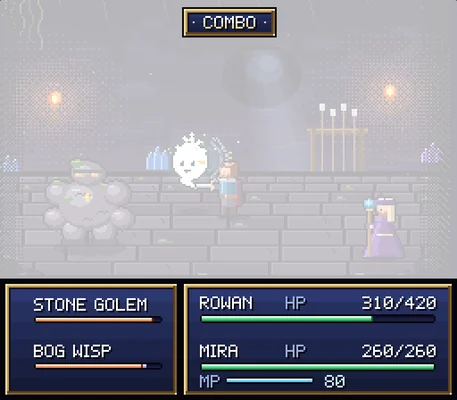 · COMBO ·
STONE GOLEM
BOG WISP
ROWAN HP 310/420
MIRA HP 260/260
MP 80